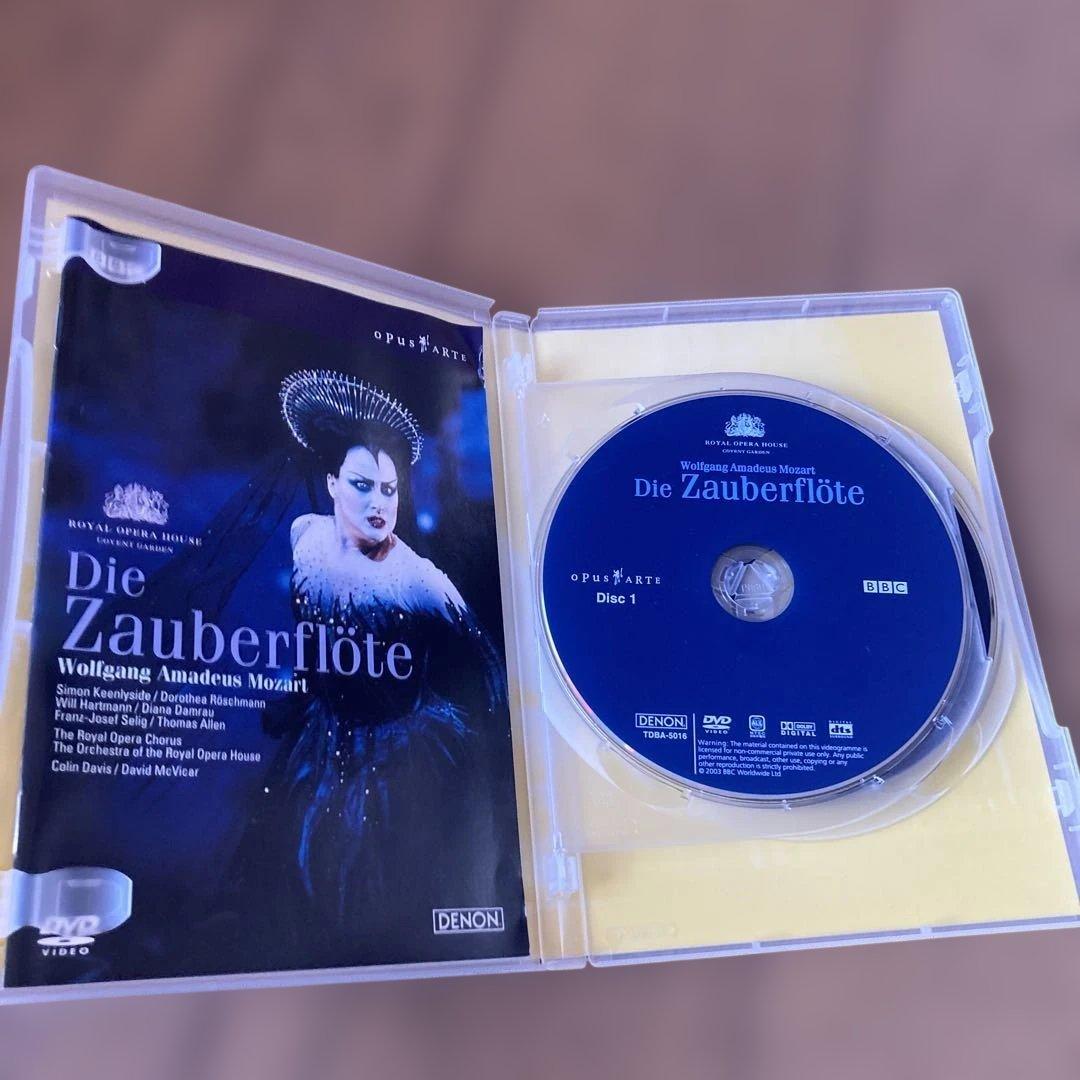 OPUS ARTE
ROYAL OPERA HOUSE
COVENT GARDEN
Die
Zauberflöte
Wolfgang Amadeus Mozart
Simon Keenlyside / Dorothea Röschmann
Will Hartmann / Diana Damrau
Franz-Josef Selig / Thomas Allen
The Royal Opera Chorus
The Orchestra of the Royal Opera House
Colin Davis / David McVicar
DENON
DVD
VIDEO
ROYAL OPERA HOUSE
COVENT GARDEN
Wolfgang Amadeus Mozart
Die Zauberflöte
OPUS ARTE
Disc 1
BBC
DENON
TDBA-5016
DVD
VIDEO
ALL
DOLBY
DIGITAL
DIGITAL
dts
SURROUND
Warning: The material contained on this videogramme is
licensed for non-commercial private use only. Any public
performance, broadcast, other use, copying or any
other reproduction is strictly prohibited.
© 2003 BBC Worldwide Ltd